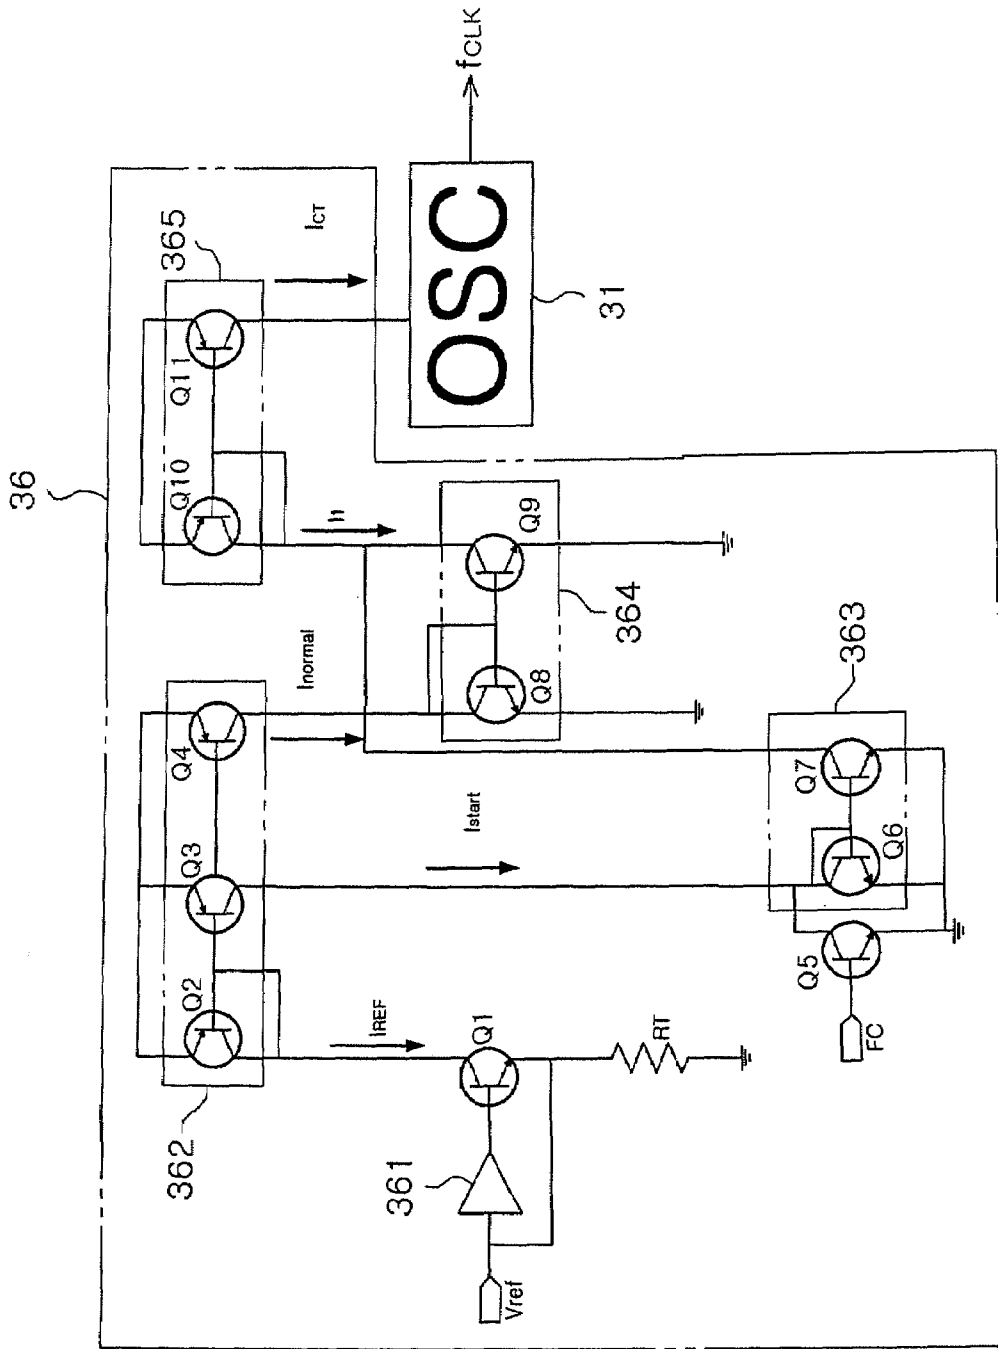 36
362
Q2
Q3
Q4
Q10
Q11
365
IREF
Istart
Inormal
I1
ICT
361
Vref
Q1
RT
Q8
Q9
364
OSC
31
fCLK
FC
Q5
Q6
Q7
363